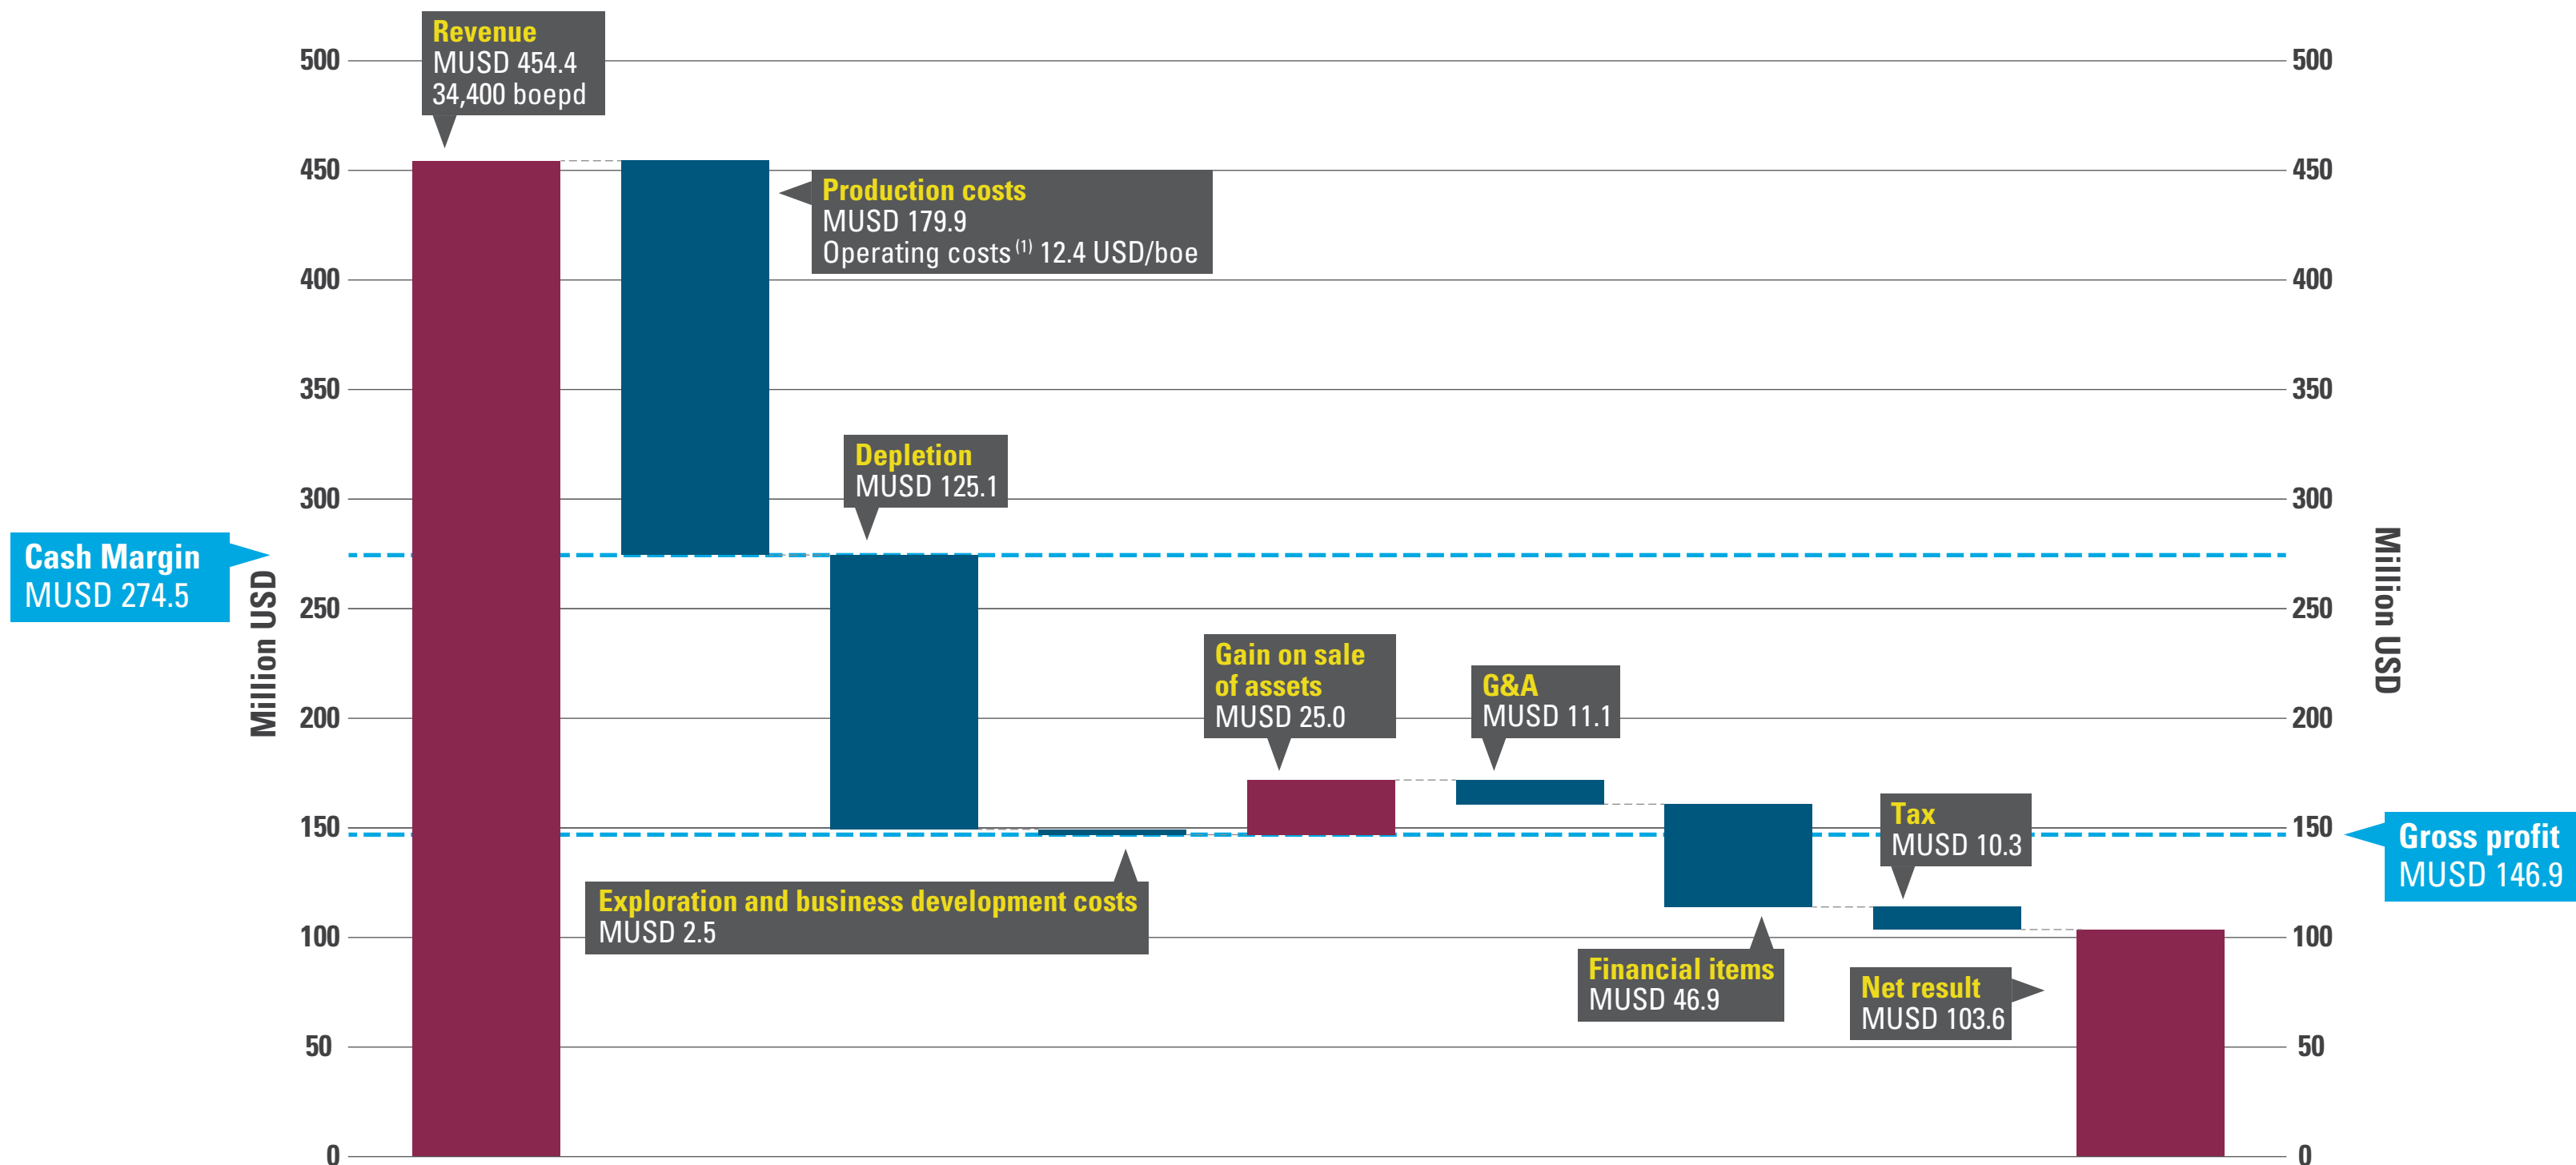 Revenue
MUSD 454.4
34,400 boepd
500
450
400
350
300
250
200
150
100
50
0
Million USD
Cash Margin
MUSD 274.5
Production costs
MUSD 179.9
Operating costs (1) 12.4 USD/boe
Depletion
MUSD 125.1
Exploration and business development costs
MUSD 2.5
Gain on sale
of assets
MUSD 25.0
G&A
MUSD 11.1
Financial items
MUSD 46.9
Tax
MUSD 10.3
Net result
MUSD 103.6
500
450
400
350
300
250
200
150
100
50
0
Million USD
Gross profit
MUSD 146.9